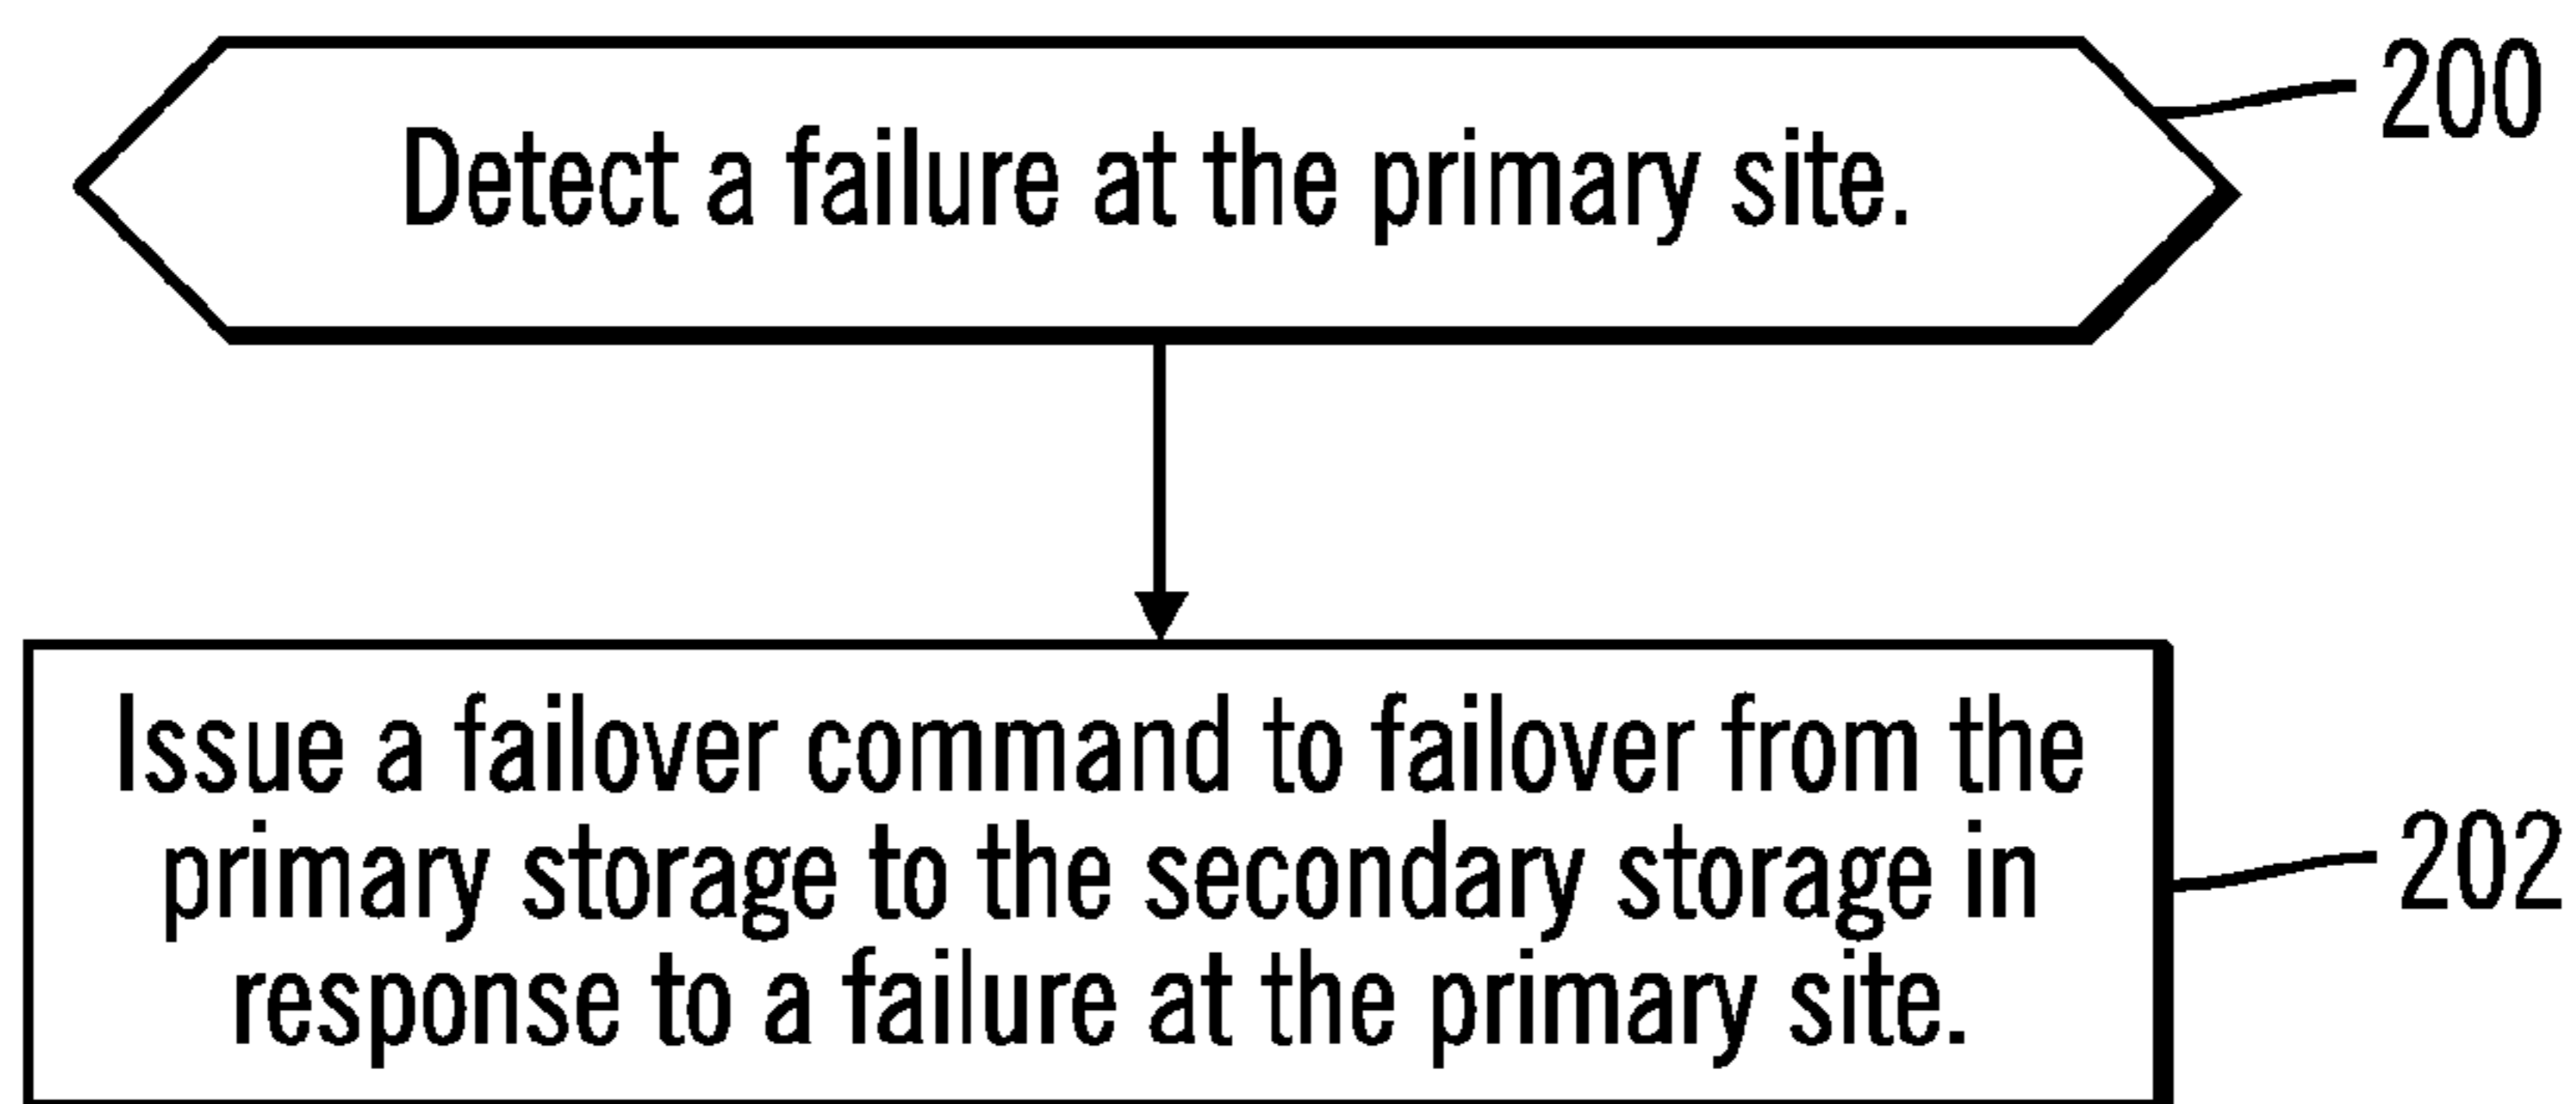 Detect a failure at the primary site.
200
Issue a failover command to failover from the
primary storage to the secondary storage in
response to a failure at the primary site.
202